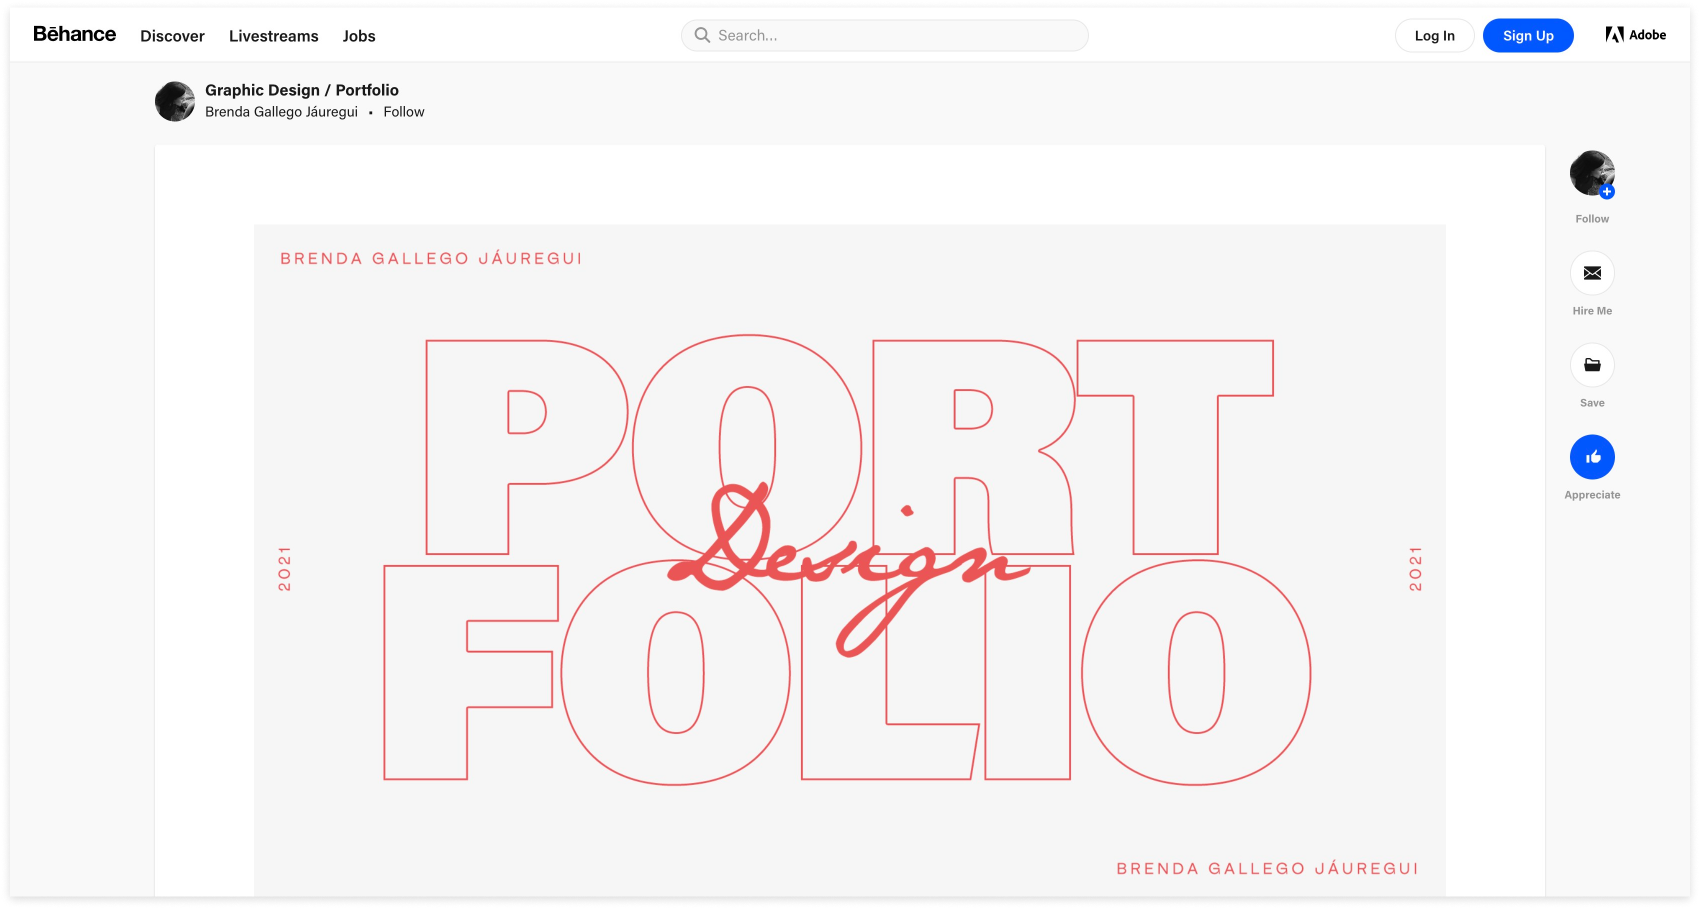 Bēhance Discover Livestreams Jobs Search... Log In Sign Up Adobe
Graphic Design / Portfolio
Brenda Gallego Jáuregui • Follow
Follow
Hire Me
Save
Appreciate
BRENDA GALLEGO JÁUREGUI
PORT
Design
FOLIO
2021
2021
BRENDA GALLEGO JÁUREGUI